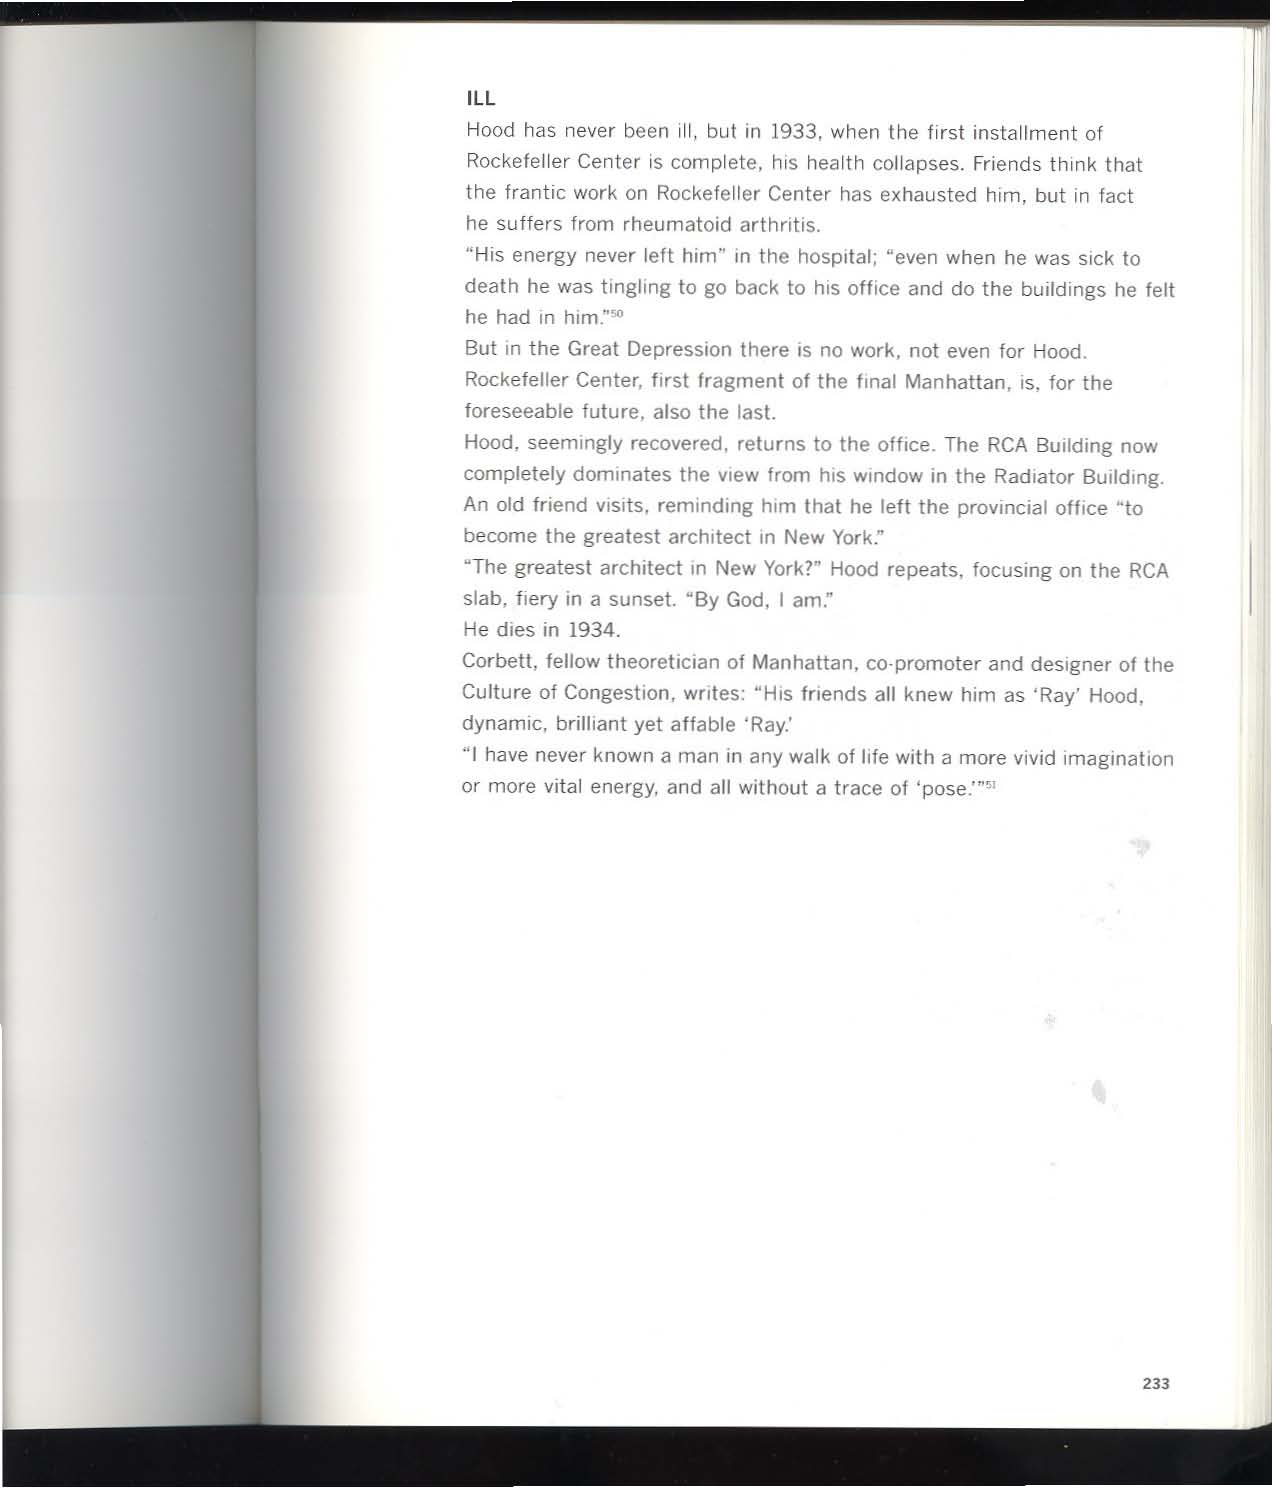 ILL
Hood has never been ill, but in 1933, when the first installment of
Rockefeller Center is complete, his health collapses. Friends think that
the frantic work on Rockefeller Center has exhausted him, but in fact
he suffers from rheumatoid arthritis.
“His energy never left him” in the hospital; “even when he was sick to
death he was tingling to go back to his office and do the buildings he felt
he had in him.”50
But in the Great Depression there is no work, not even for Hood.
Rockefeller Center, first fragment of the final Manhattan, is, for the
foreseeable future, also the last.
Hood, seemingly recovered, returns to the office. The RCA Building now
completely dominates the view from his window in the Radiator Building.
An old friend visits, reminding him that he left the provincial office “to
become the greatest architect in New York.”
“The greatest architect in New York?” Hood repeats, focusing on the RCA
slab, fiery in a sunset. “By God, I am.”
He dies in 1934.
Corbett, fellow theoretician of Manhattan, co-promoter and designer of the
Culture of Congestion, writes: “His friends all knew him as ‘Ray’ Hood,
dynamic, brilliant yet affable ‘Ray.’
“I have never known a man in any walk of life with a more vivid imagination
or more vital energy, and all without a trace of ‘pose.’”51
233